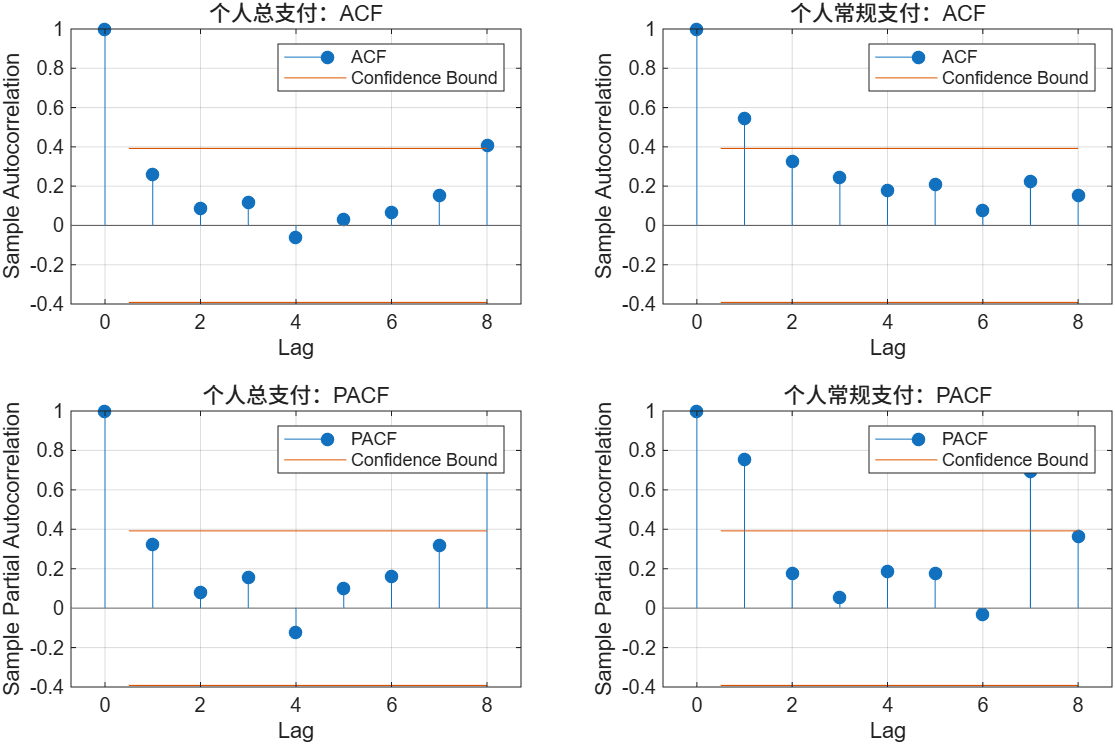 个人总支付：ACF
1
0.8
0.6
0.4
0.2
0
-0.2
-0.4
Sample Autocorrelation
ACF
Confidence Bound
0 2 4 6 8
Lag
个人常规支付：ACF
1
0.8
0.6
0.4
0.2
0
-0.2
-0.4
Sample Autocorrelation
ACF
Confidence Bound
0 2 4 6 8
Lag
个人总支付：PACF
1
0.8
0.6
0.4
0.2
0
-0.2
-0.4
Sample Partial Autocorrelation
PACF
Confidence Bound
0 2 4 6 8
Lag
个人常规支付：PACF
1
0.8
0.6
0.4
0.2
0
-0.2
-0.4
Sample Partial Autocorrelation
PACF
Confidence Bound
0 2 4 6 8
Lag